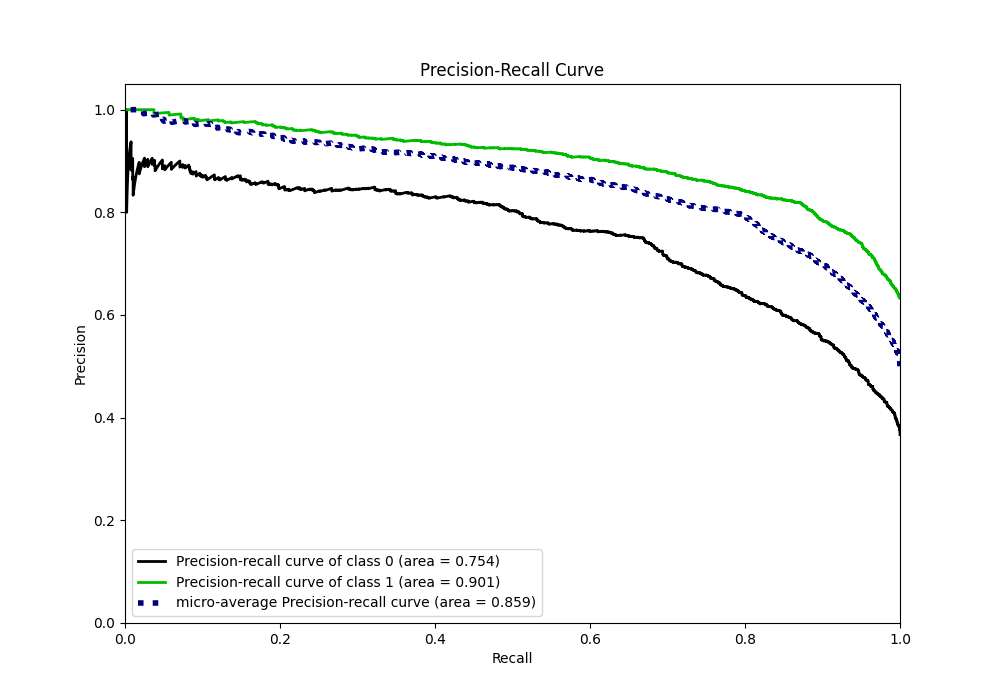 Precision-Recall Curve
1.0
0.8
0.6
0.4
0.2
0.0
Precision
Precision-recall curve of class 0 (area = 0.754)
Precision-recall curve of class 1 (area = 0.901)
micro-average Precision-recall curve (area = 0.859)
0.0 0.2 0.4 0.6 0.8 1.0
Recall